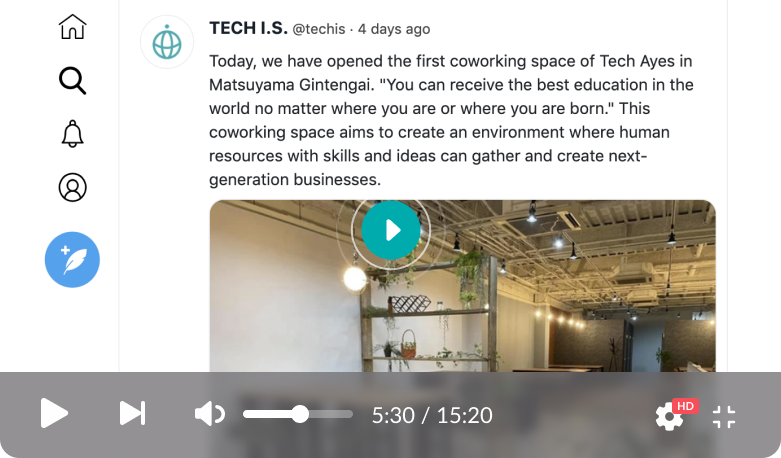 TECH I.S. @techis · 4 days ago
Today, we have opened the first coworking space of Tech Ayes in
Matsuyama Gintengai. "You can receive the best education in the
world no matter where you are or where you are born." This
coworking space aims to create an environment where human
resources with skills and ideas can gather and create next-
generation businesses.
5:30 / 15:20
HD